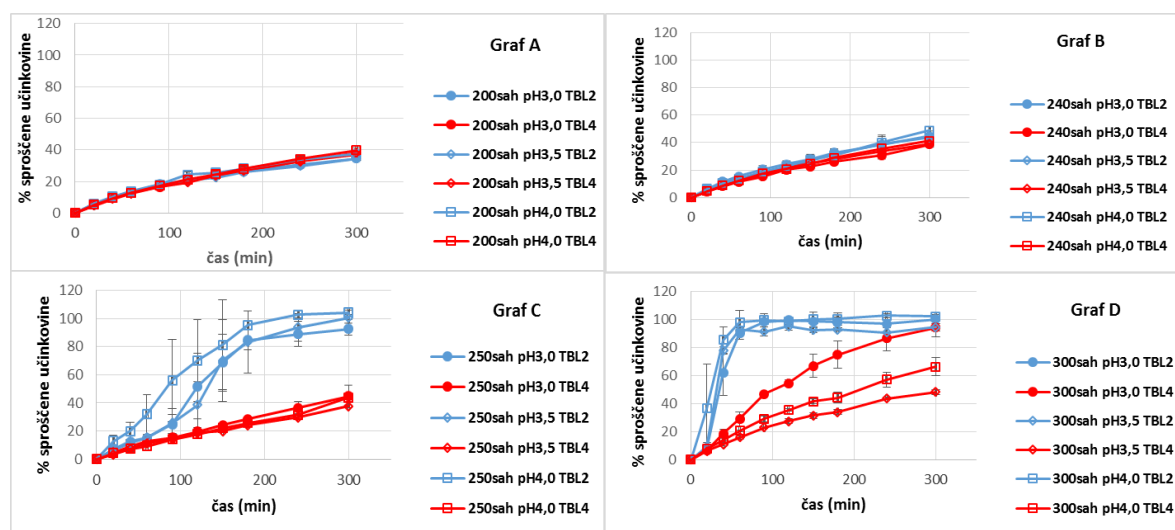 Graf A
% sproščene učinkovine
120
100
80
60
40
20
0
0 100 200 300
čas (min)
200sah pH3,0 TBL2
200sah pH3,0 TBL4
200sah pH3,5 TBL2
200sah pH3,5 TBL4
200sah pH4,0 TBL2
200sah pH4,0 TBL4
Graf B
% sproščene učinkovine
120
100
80
60
40
20
0
0 100 200 300
čas (min)
240sah pH3,0 TBL2
240sah pH3,0 TBL4
240sah pH3,5 TBL2
240sah pH3,5 TBL4
240sah pH4,0 TBL2
240sah pH4,0 TBL4
Graf C
% sproščene učinkovine
120
100
80
60
40
20
0
0 100 200 300
čas (min)
250sah pH3,0 TBL2
250sah pH3,0 TBL4
250sah pH3,5 TBL2
250sah pH3,5 TBL4
250sah pH4,0 TBL2
250sah pH4,0 TBL4
Graf D
% sproščene učinkovine
120
100
80
60
40
20
0
0 100 200 300
čas (min)
300sah pH3,0 TBL2
300sah pH3,0 TBL4
300sah pH3,5 TBL2
300sah pH3,5 TBL4
300sah pH4,0 TBL2
300sah pH4,0 TBL4